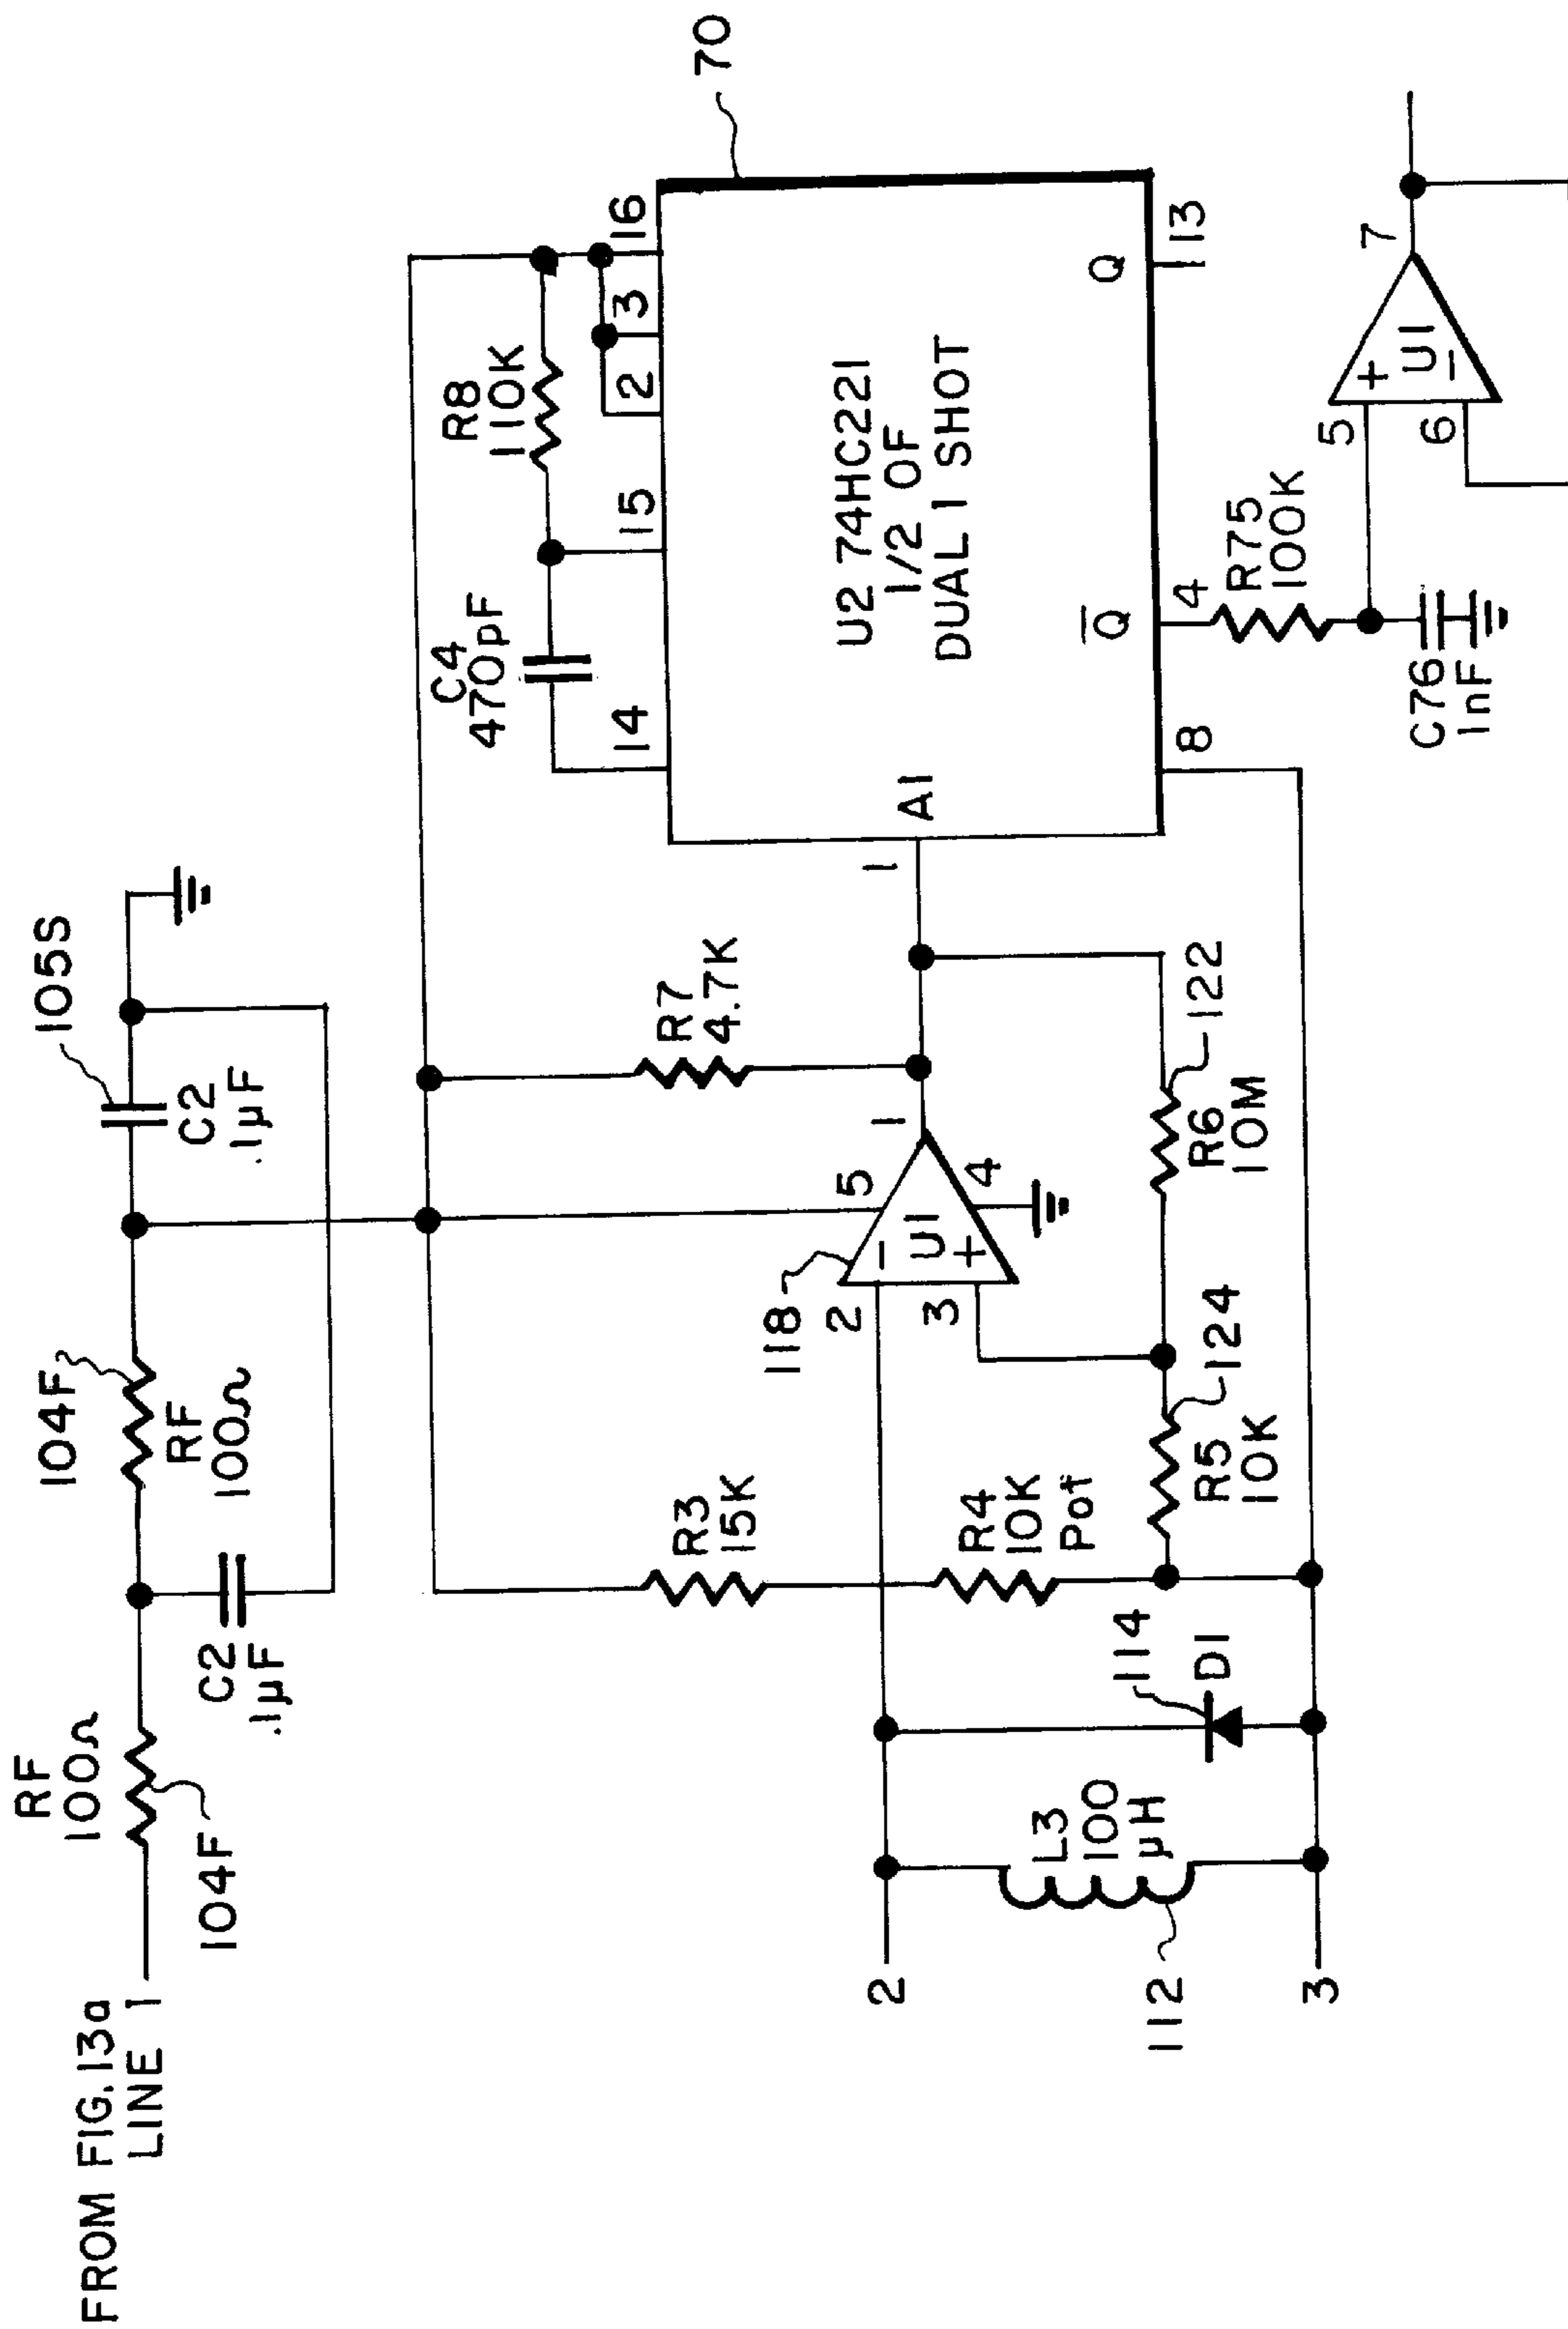 FROM FIG.13a
LINE 1
RF
100Ω
104F
104F
RF
100Ω
C2
.1µF
105S
C2
.1µF
R8
110K
C4
470pF
14
15
2
3
16
70
U2 74HC221
1/2 OF
DUAL 1 SHOT
A1
1
Q
13
Q̅
4
8
R7
4.7K
R3
15K
118
2
3
5
4
1
−
U1
+
R4
10K
Pot
R6
10M
122
R5
10K
124
114
D1
L3
100
µH
112
2
3
R75
100K
C76
1nF
5
6
7
+
U1
−